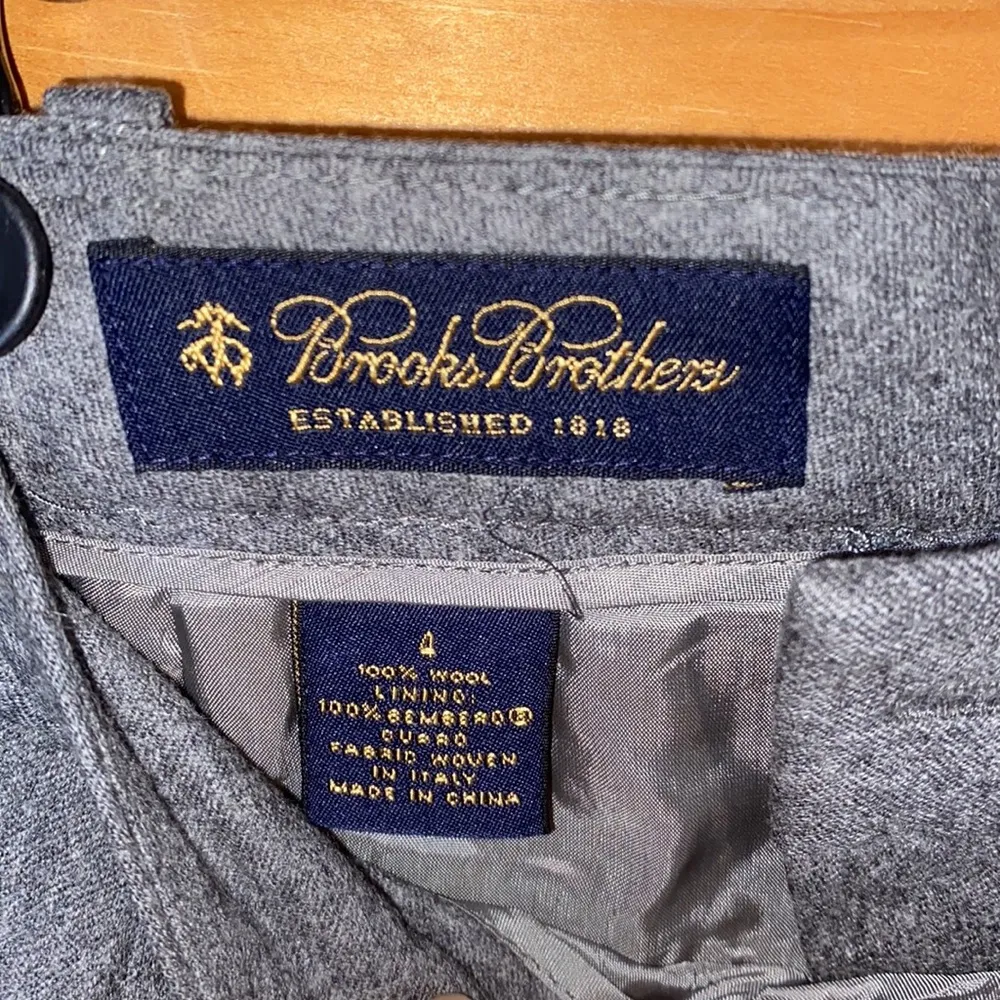 Brooks Brothers
ESTABLISHED 1818
4
100% WOOL
LINING:
100% BEMBERG®
CUPRO
FABRIC WOVEN
IN ITALY
MADE IN CHINA